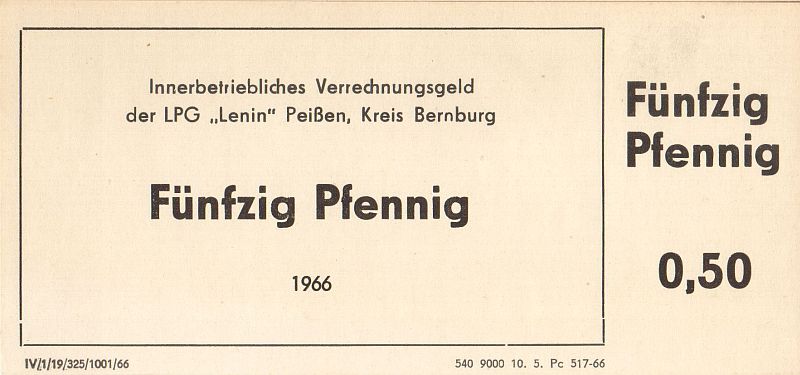 Innerbetriebliches Verrechnungsgeld
der LPG „Lenin“ Peißen, Kreis Bernburg
Fünfzig Pfennig
1966
Fünfzig
Pfennig
0,50
IV/1/19/325/1001/66
540 9000 10. 5. Pc 517-66